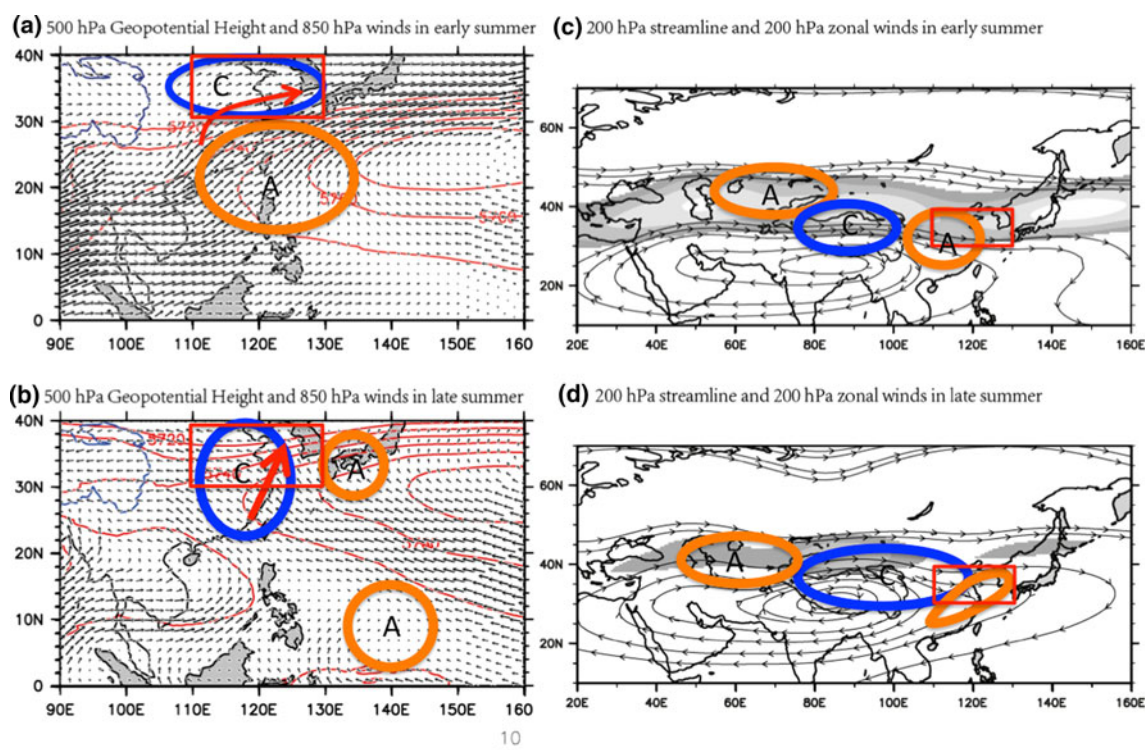 (a) 500 hPa Geopotential Height and 850 hPa winds in early summer
40N
30N
20N
10N
0
90E 100E 110E 120E 130E 140E 150E 160
C
A
5720
5760
(c) 200 hPa streamline and 200 hPa zonal winds in early summer
60N
40N
20N
20E 40E 60E 80E 100E 120E 140E 160E
A
C
A
(b) 500 hPa Geopotential Height and 850 hPa winds in late summer
40N
30N
20N
10N
0
90E 100E 110E 120E 130E 140E 150E 160
5720
C
A
A
(d) 200 hPa streamline and 200 hPa zonal winds in late summer
60N
40N
20N
20E 40E 60E 80E 100E 120E 140E 160E
A
C
10